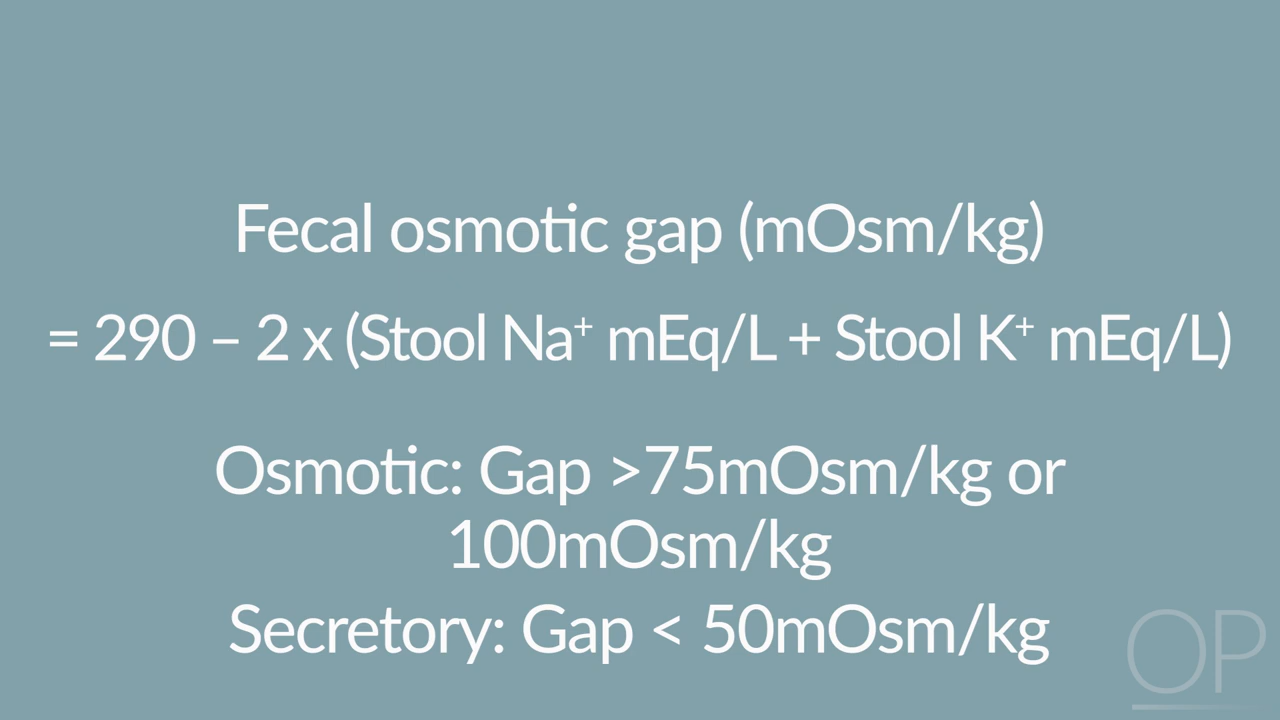 Fecal osmotic gap (mOsm/kg)
= 290 – 2 x (Stool Na⁺ mEq/L + Stool K⁺ mEq/L)
Osmotic: Gap >75mOsm/kg or
100mOsm/kg
Secretory: Gap < 50mOsm/kg
OP